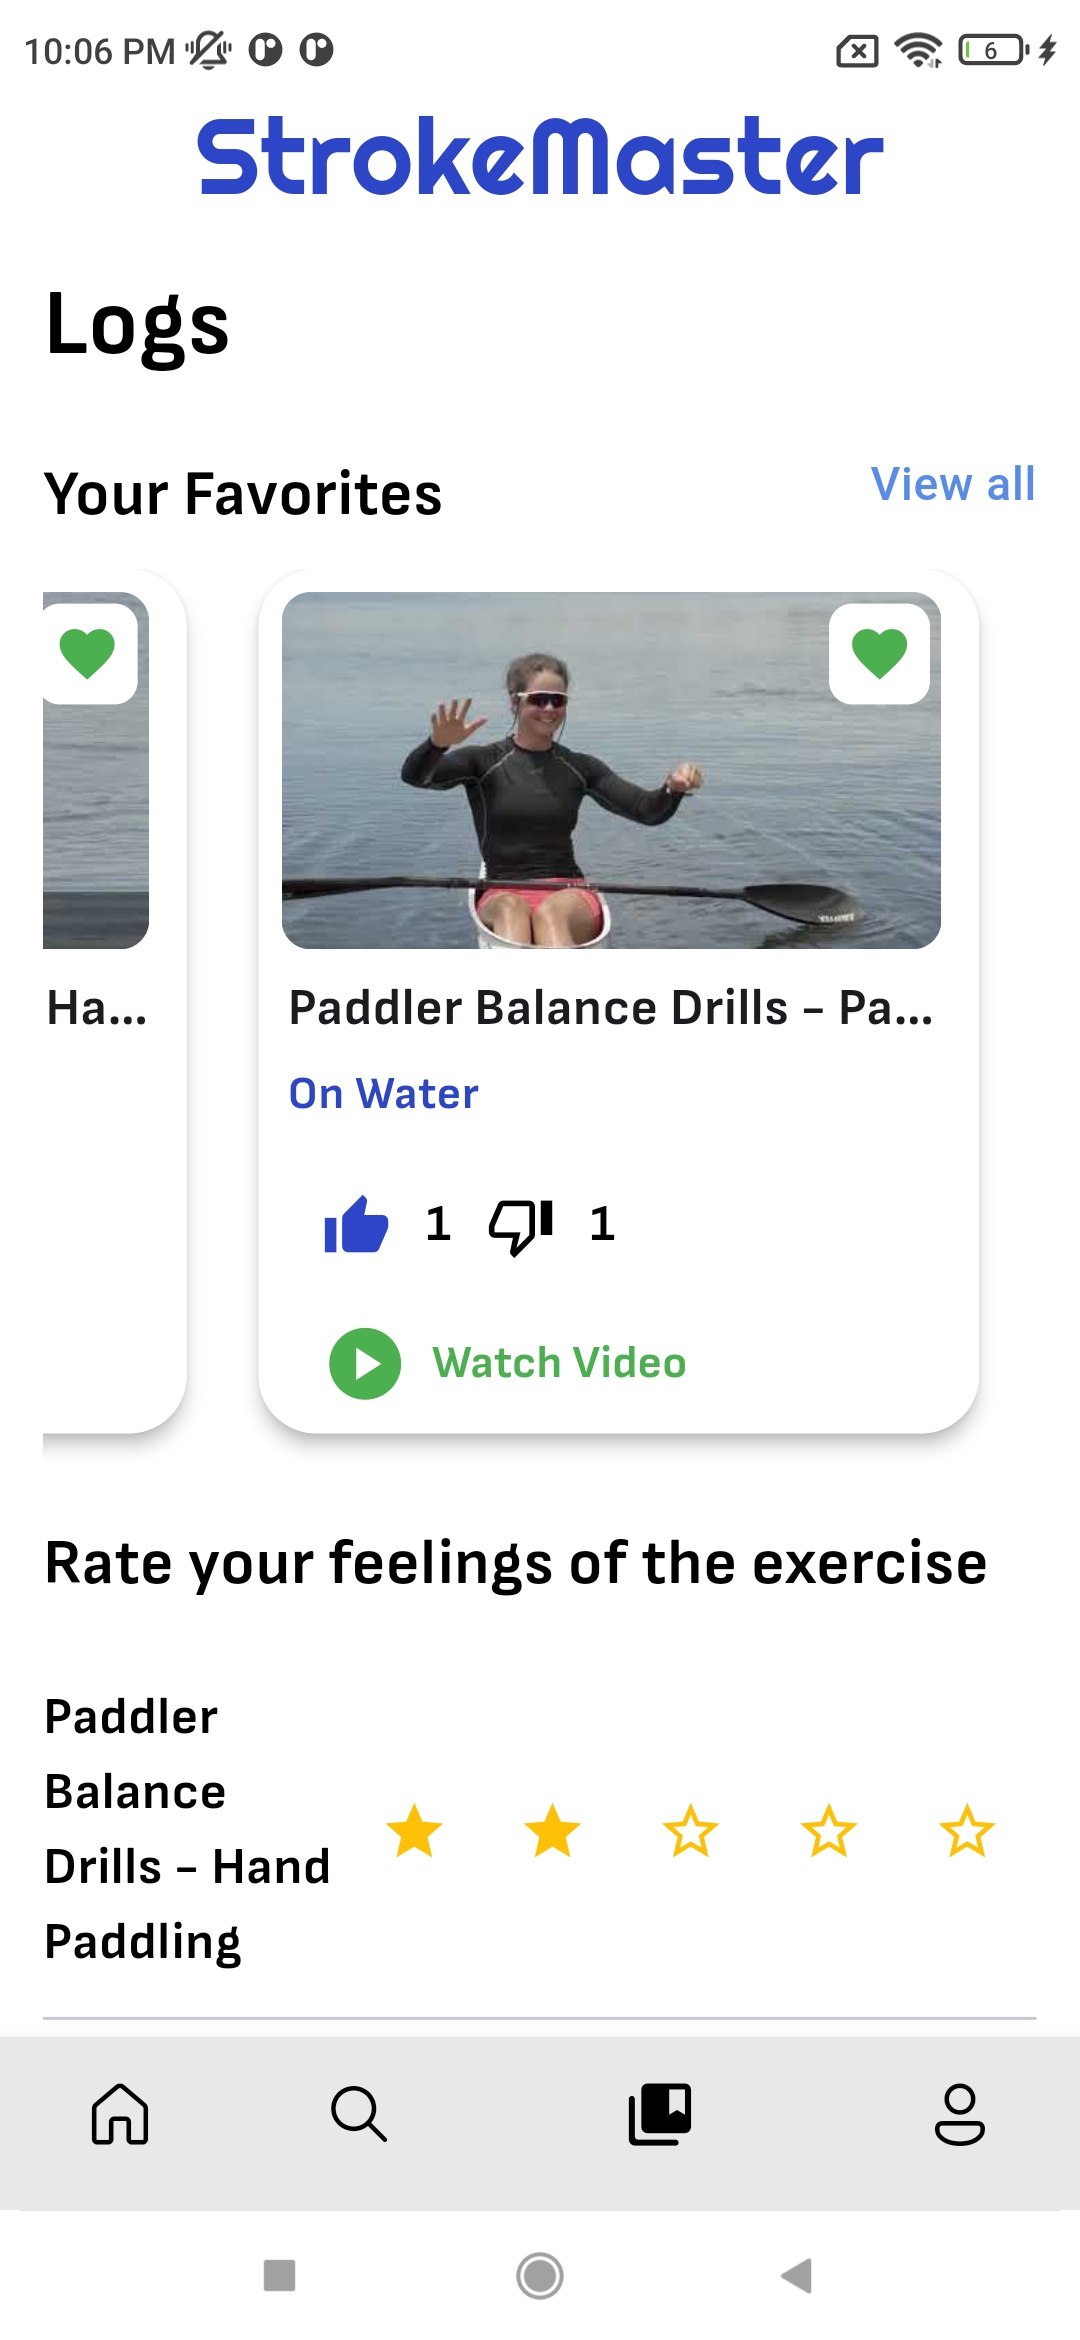 10:06 PM
6
StrokeMaster
Logs
Your Favorites
View all
Ha...
Paddler Balance Drills - Pa...
On Water
1
1
Watch Video
Rate your feelings of the exercise
Paddler
Balance
Drills - Hand
Paddling